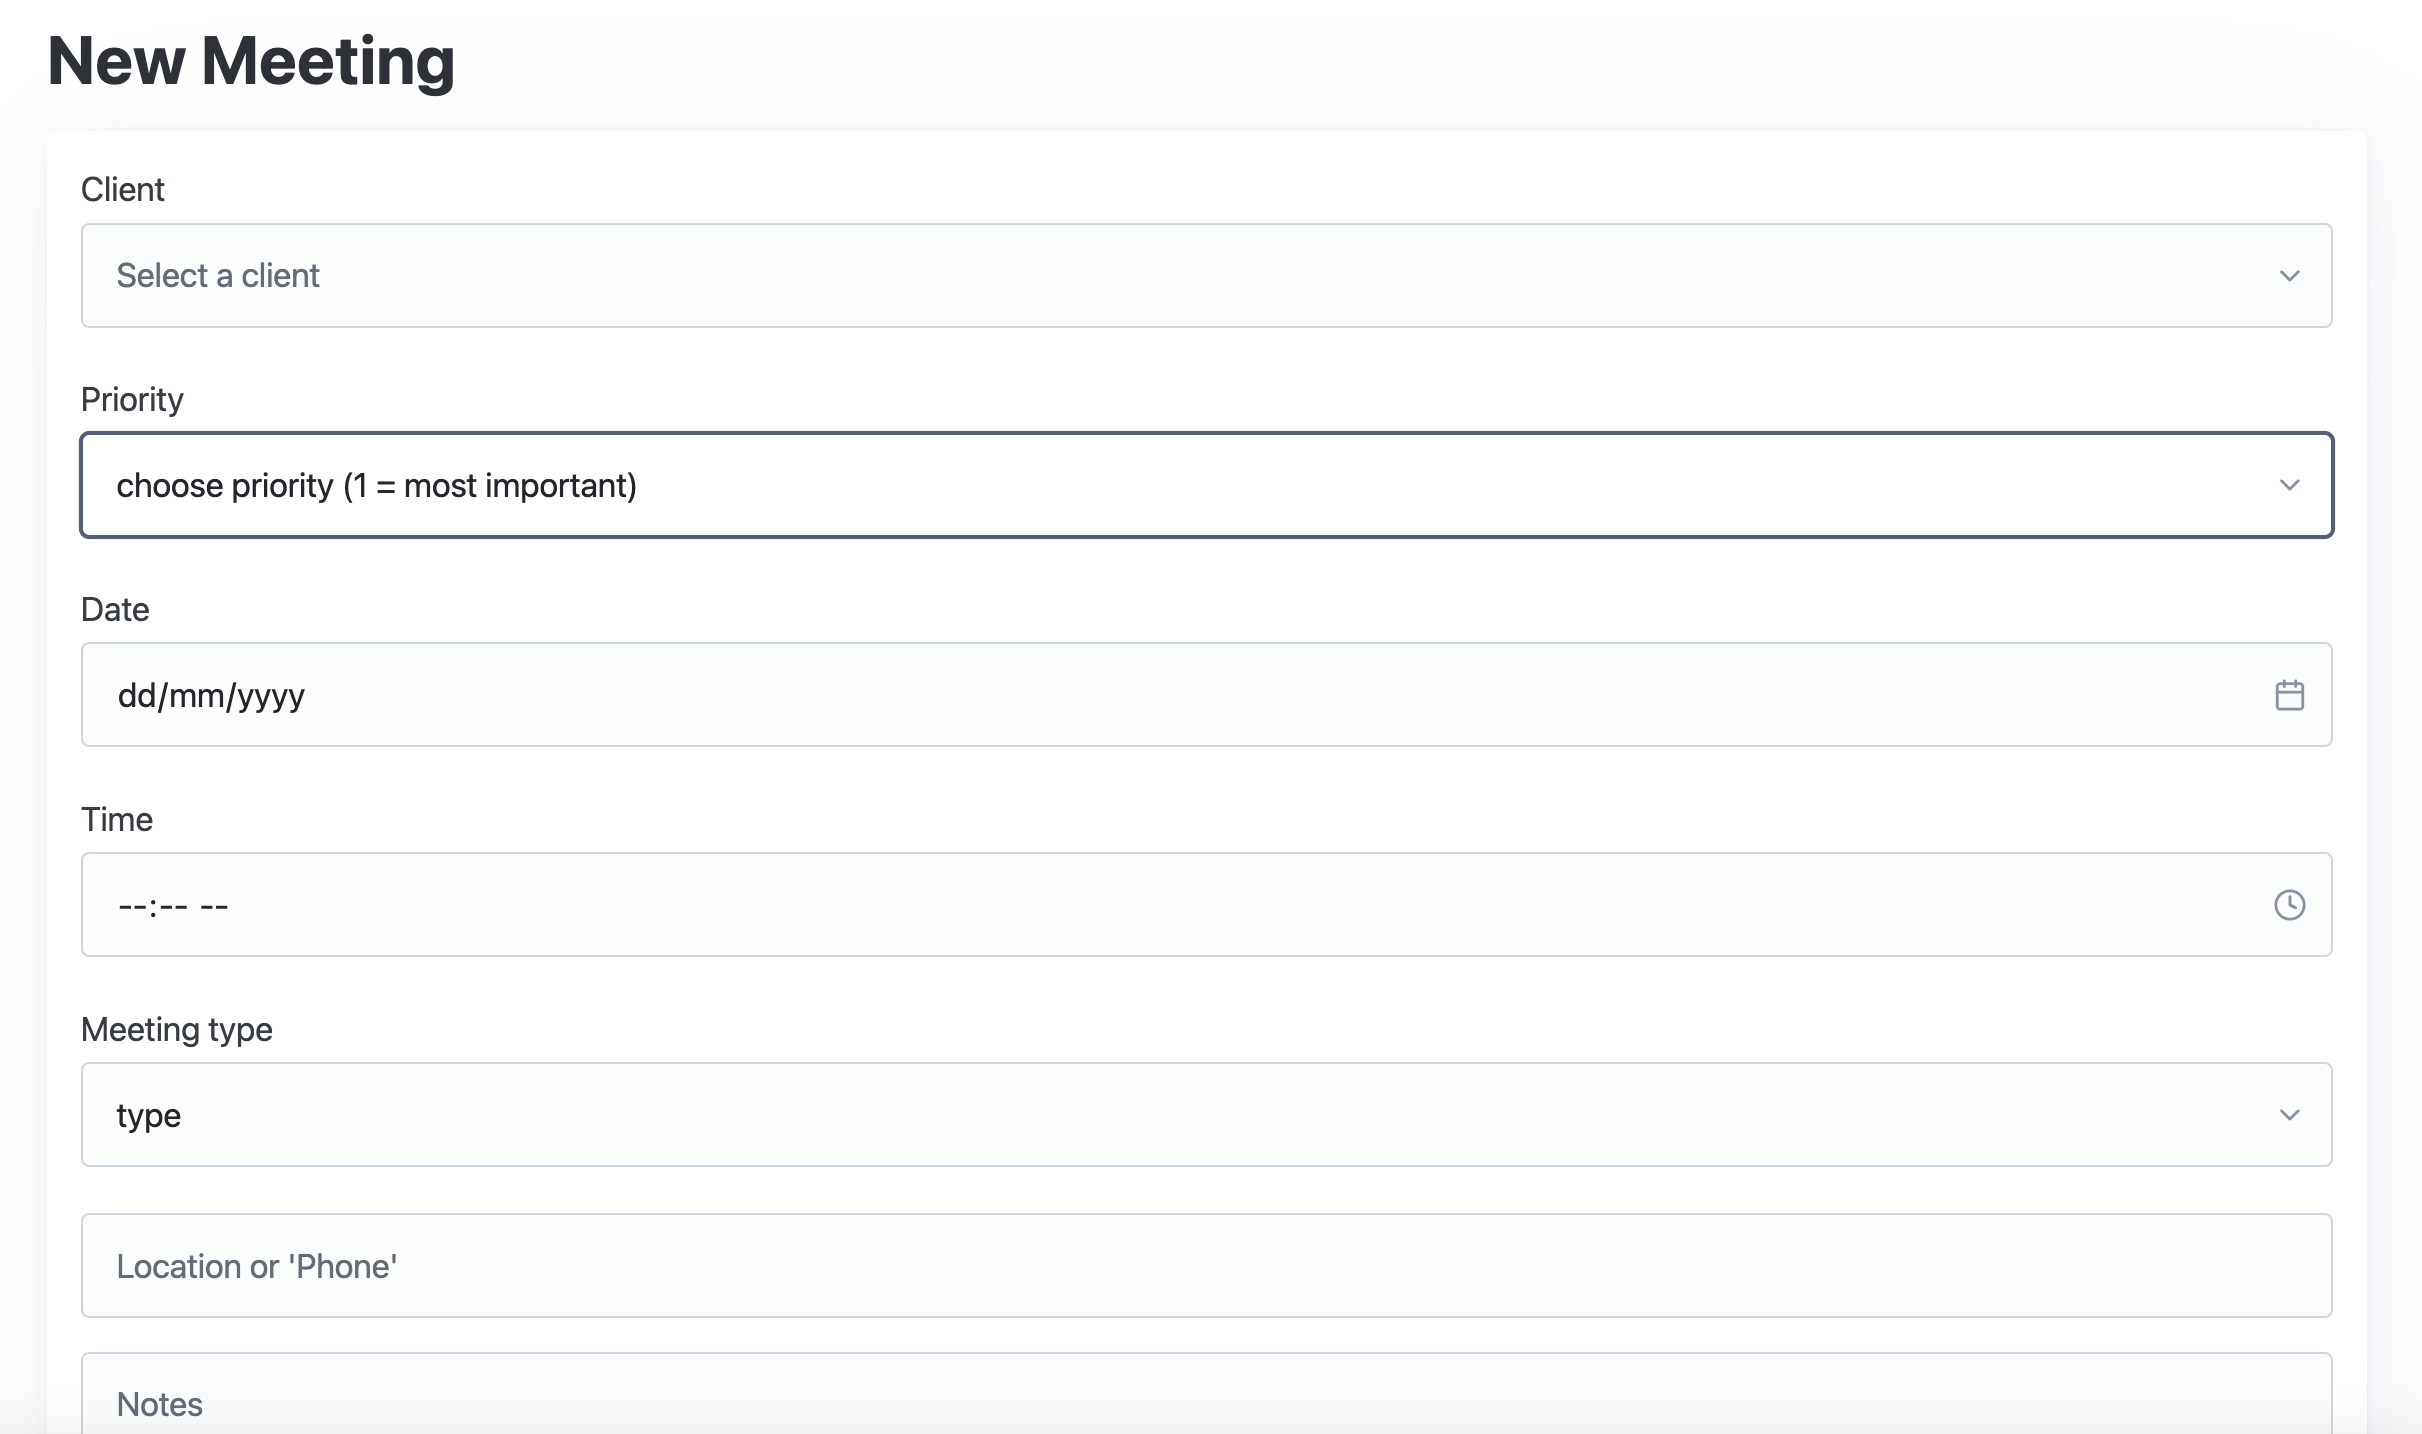 New Meeting
Client
Select a client
Priority
choose priority (1 = most important)
Date
dd/mm/yyyy
Time
--:-- --
Meeting type
type
Location or 'Phone'
Notes